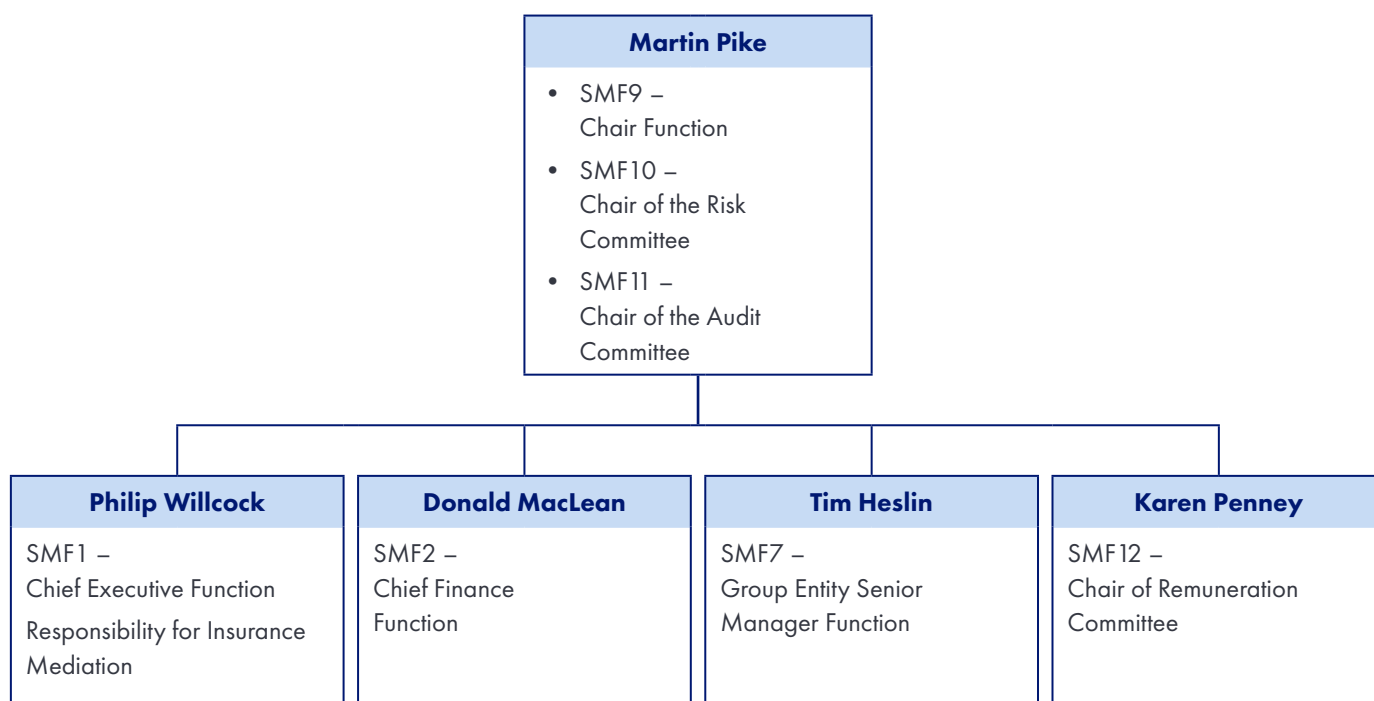 Martin Pike
• SMF9 –
Chair Function
• SMF10 –
Chair of the Risk
Committee
• SMF11 –
Chair of the Audit
Committee
Philip Willcock
SMF1 –
Chief Executive Function
Responsibility for Insurance
Mediation
Donald MacLean
SMF2 –
Chief Finance
Function
Tim Heslin
SMF7 –
Group Entity Senior
Manager Function
Karen Penney
SMF12 –
Chair of Remuneration
Committee